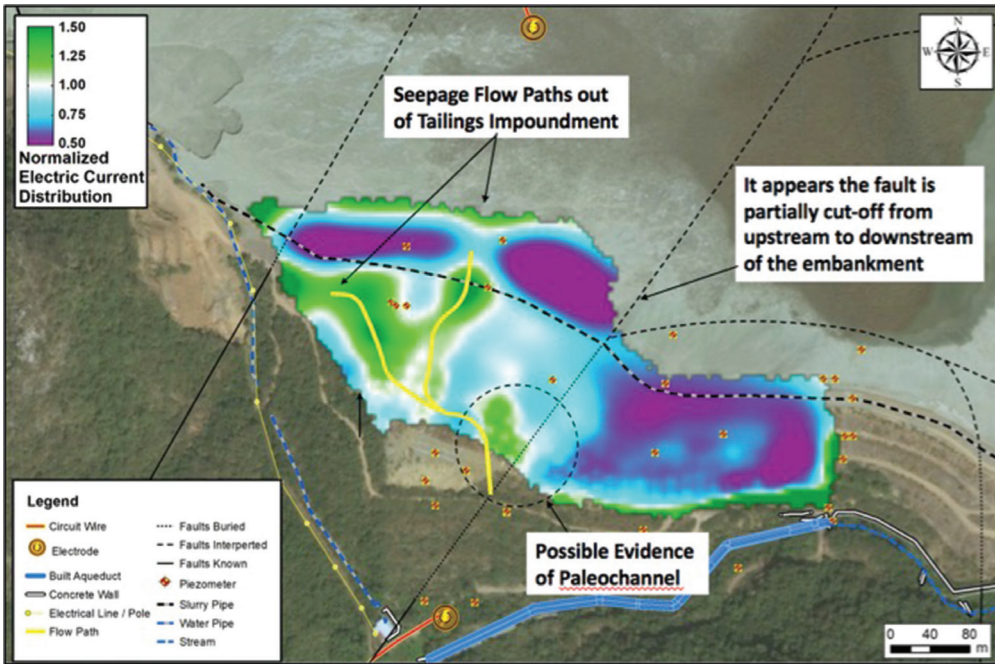 1.50
1.25
1.00
0.75
0.50
Normalized
Electric Current
Distribution
Seepage Flow Paths out
of Tailings Impoundment
N
W E
S
It appears the fault is
partially cut-off from
upstream to downstream
of the embankment
Possible Evidence
of Paleochannel
Legend
Circuit Wire
Electrode
Built Aqueduct
Concrete Wall
Electrical Line / Pole
Flow Path
Faults Buried
Faults Interperted
Faults Known
Piezometer
Slurry Pipe
Water Pipe
Stream
0 40 80
m